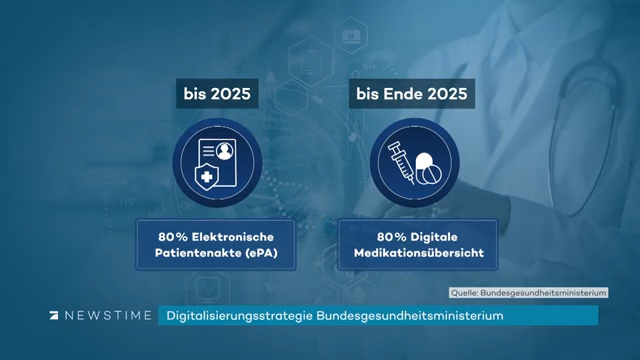 bis 2025
bis Ende 2025
80% Elektronische
Patientenakte (ePA)
80% Digitale
Medikationsübersicht
Quelle: Bundesgesundheitsministerium
NEWSTIME
Digitalisierungsstrategie Bundesgesundheitsministerium